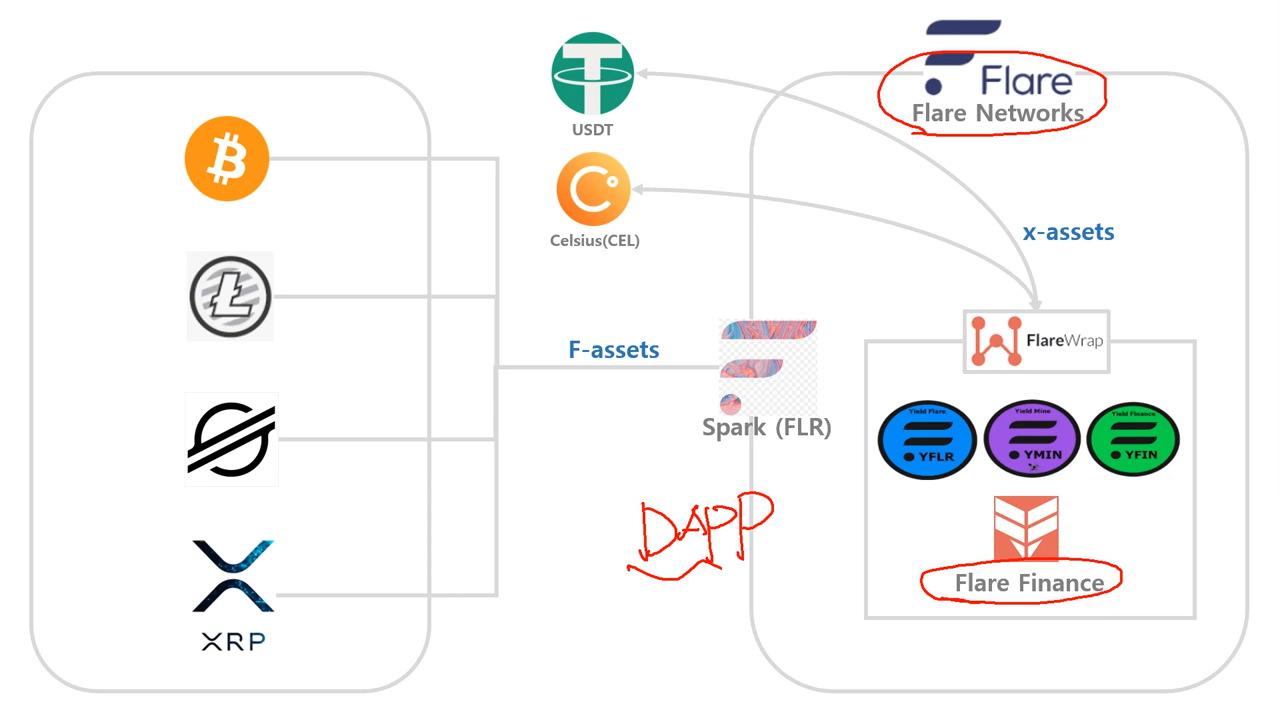 USDT
Celsius(CEL)
XRP
F-assets
Spark (FLR)
DAPP
Flare
Flare Networks
x-assets
FlareWrap
Yield Flare
YFLR
Yield Mine
YMIN
Yield Finance
YFIN
Flare Finance